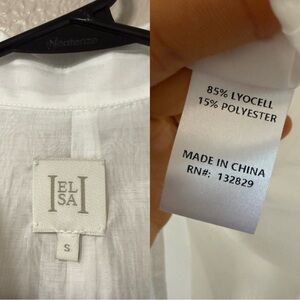 EL
SA
S
85% LYOCELL
15% POLYESTER
MADE IN CHINA
RN#: 132829